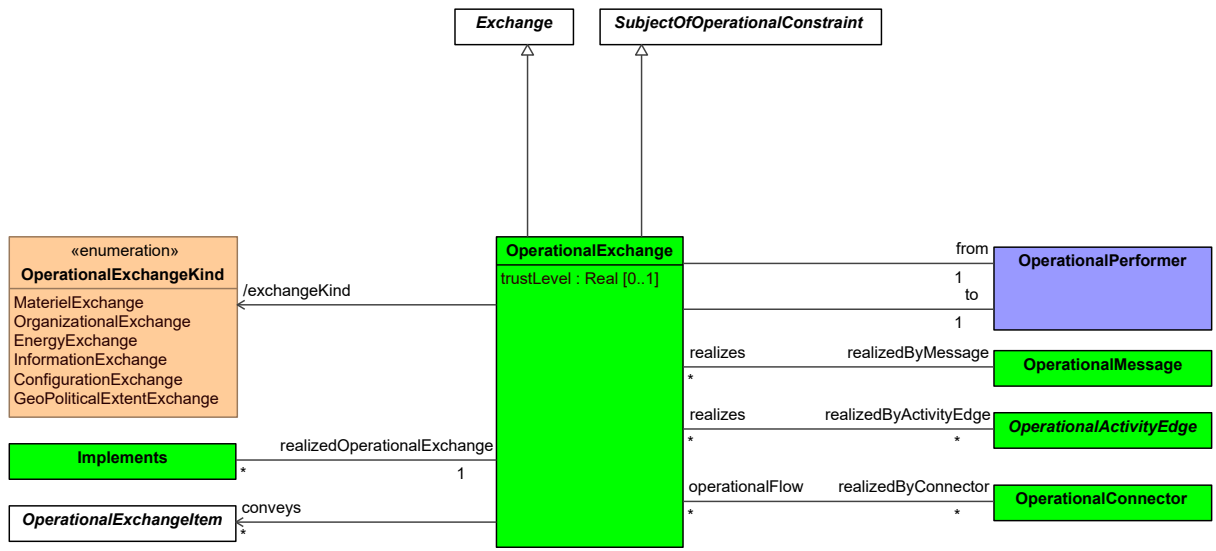 Exchange
SubjectOfOperationalConstraint
«enumeration»
OperationalExchangeKind
MaterielExchange
OrganizationalExchange
EnergyExchange
InformationExchange
ConfigurationExchange
GeoPoliticalExtentExchange
/exchangeKind
OperationalExchange
trustLevel : Real [0..1]
from
1
to
1
OperationalPerformer
realizes
realizedByMessage
*
OperationalMessage
realizes
realizedByActivityEdge
*
*
OperationalActivityEdge
Implements
realizedOperationalExchange
*
1
operationalFlow
realizedByConnector
*
*
OperationalConnector
OperationalExchangeItem
conveys
*